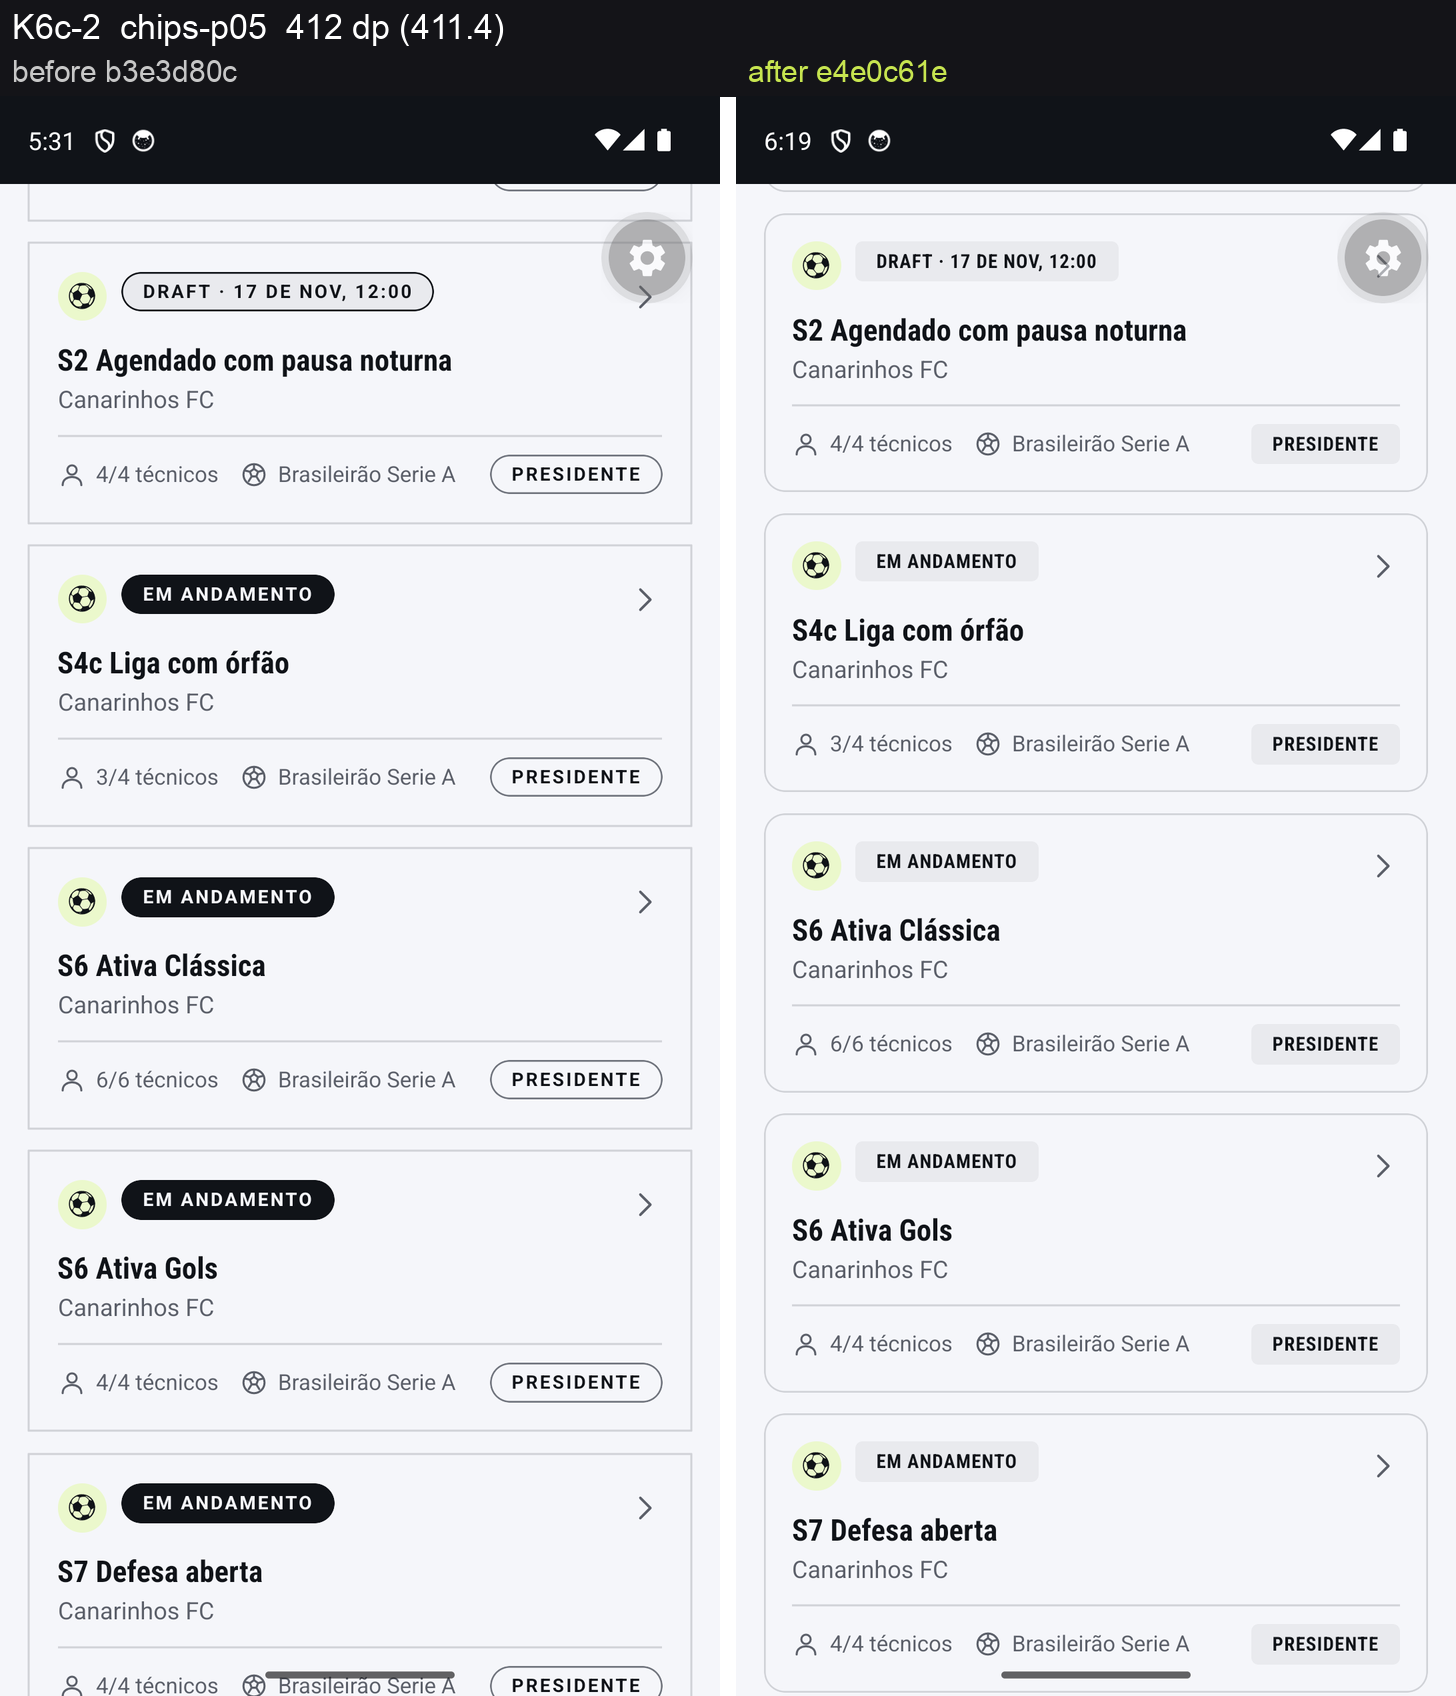 K6c-2 chips-p05 412 dp (411.4)
before b3e3d80c
after e4e0c61e
5:31
DRAFT · 17 DE NOV, 12:00
S2 Agendado com pausa noturna
Canarinhos FC
4/4 técnicos Brasileirão Serie A PRESIDENTE
EM ANDAMENTO
S4c Liga com órfão
Canarinhos FC
3/4 técnicos Brasileirão Serie A PRESIDENTE
EM ANDAMENTO
S6 Ativa Clássica
Canarinhos FC
6/6 técnicos Brasileirão Serie A PRESIDENTE
EM ANDAMENTO
S6 Ativa Gols
Canarinhos FC
4/4 técnicos Brasileirão Serie A PRESIDENTE
EM ANDAMENTO
S7 Defesa aberta
Canarinhos FC
4/4 técnicos Brasileirão Serie A PRESIDENTE
6:19
DRAFT · 17 DE NOV, 12:00
S2 Agendado com pausa noturna
Canarinhos FC
4/4 técnicos Brasileirão Serie A PRESIDENTE
EM ANDAMENTO
S4c Liga com órfão
Canarinhos FC
3/4 técnicos Brasileirão Serie A PRESIDENTE
EM ANDAMENTO
S6 Ativa Clássica
Canarinhos FC
6/6 técnicos Brasileirão Serie A PRESIDENTE
EM ANDAMENTO
S6 Ativa Gols
Canarinhos FC
4/4 técnicos Brasileirão Serie A PRESIDENTE
EM ANDAMENTO
S7 Defesa aberta
Canarinhos FC
4/4 técnicos Brasileirão Serie A PRESIDENTE